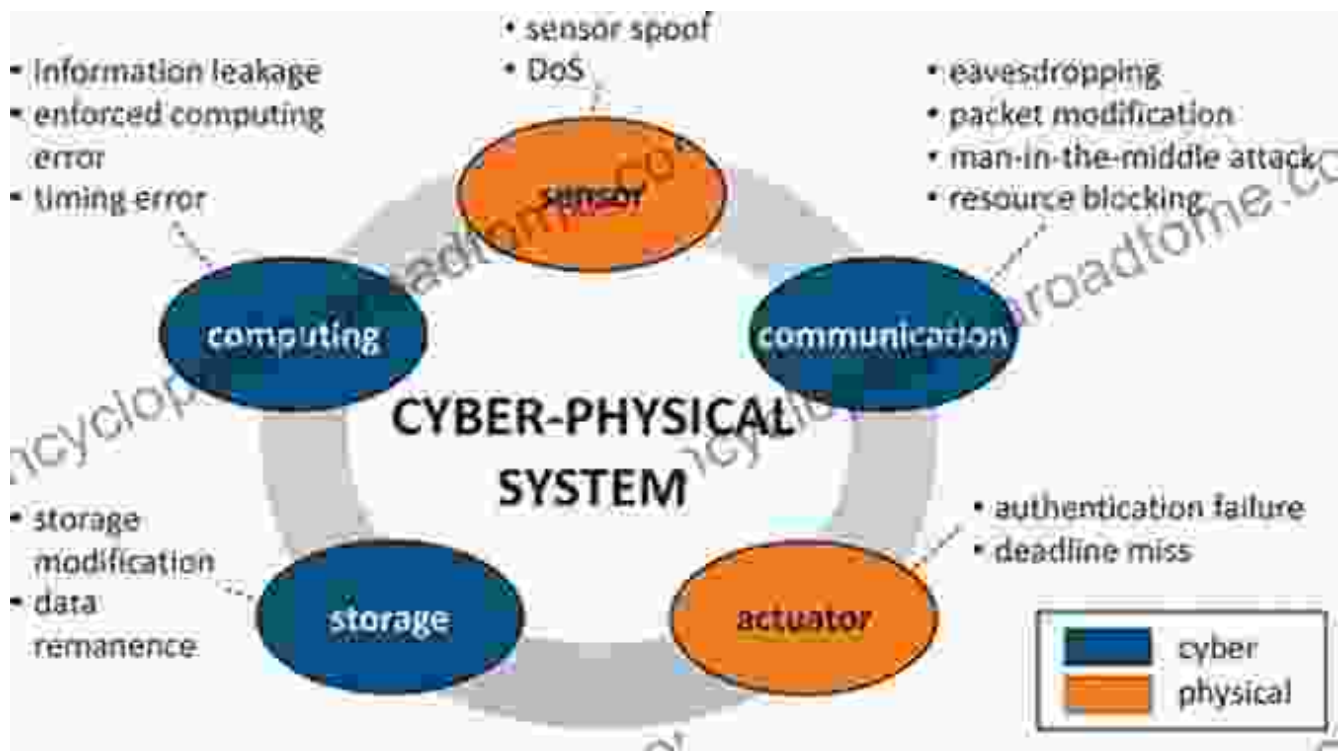 • sensor spoof
• DoS
• information leakage
• enforced computing
error
• timing error
• eavesdropping
• packet modification
• man-in-the-middle attack
• resource blocking
sensor
computing
communication
CYBER-PHYSICAL
SYSTEM
• storage
modification
• data
remanence
• authentication failure
• deadline miss
storage
actuator
cyber
physical